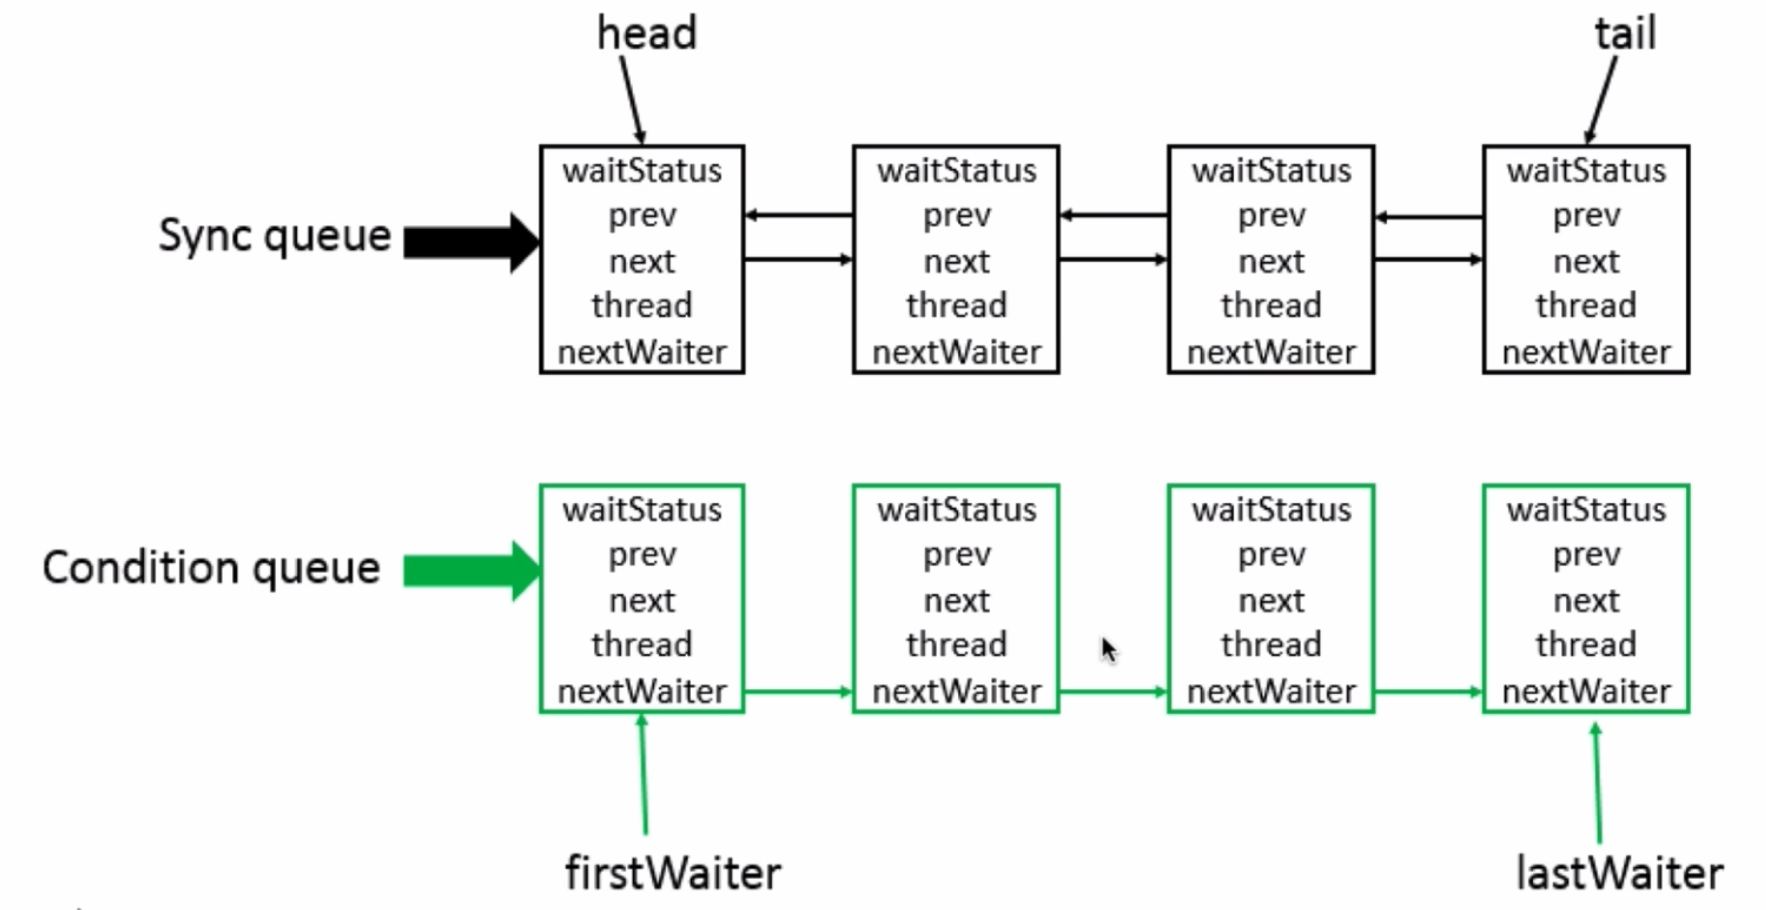 head
tail
Sync queue
waitStatus
prev
next
thread
nextWaiter
waitStatus
prev
next
thread
nextWaiter
waitStatus
prev
next
thread
nextWaiter
waitStatus
prev
next
thread
nextWaiter
Condition queue
waitStatus
prev
next
thread
nextWaiter
waitStatus
prev
next
thread
nextWaiter
waitStatus
prev
next
thread
nextWaiter
waitStatus
prev
next
thread
nextWaiter
firstWaiter
lastWaiter